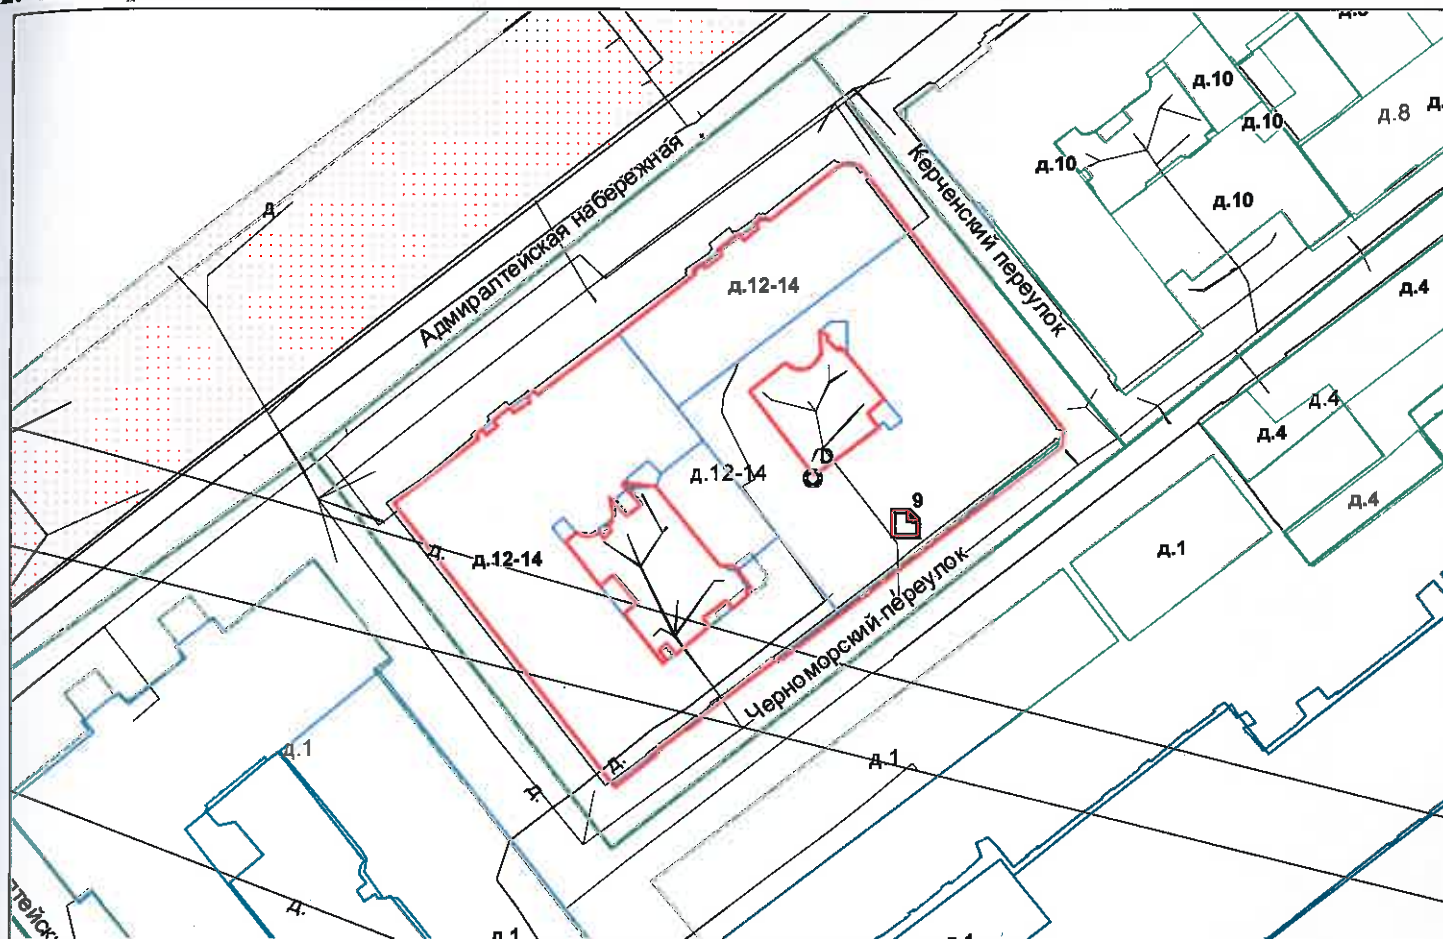 д.10
д.8
д.10
д.10
д.10
Адмиралтейская набережная
Керченский переулок
д.12-14
д.4
д.4
д.4
д.12-14
D
9
д.4
д.
д.12-14
д.1
Черноморский переулок
д.
д.1
д.1
д.
д.
д.1